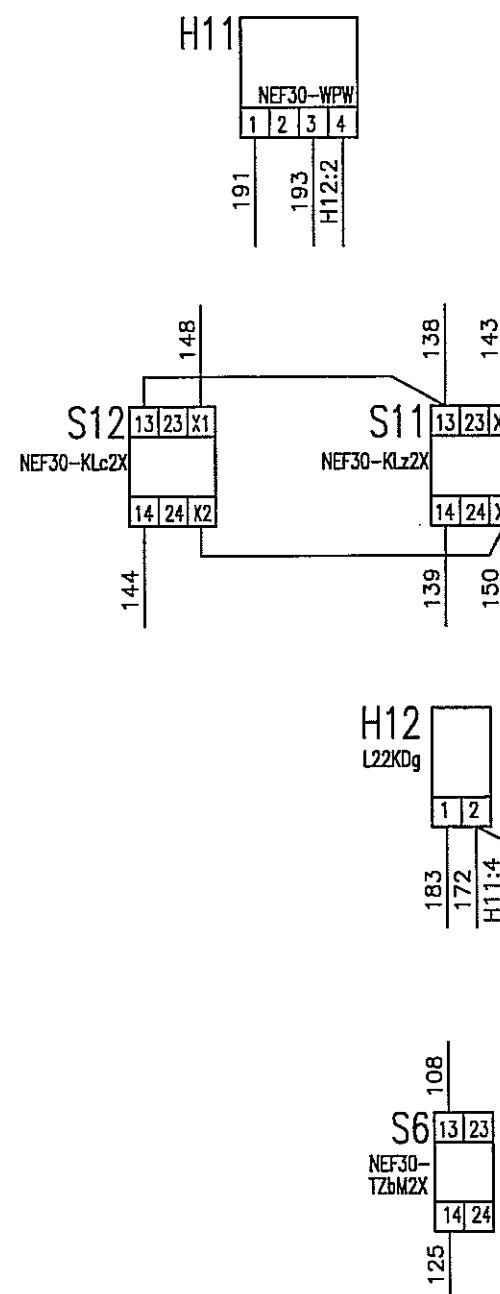 H11
NEF30-WPW
1 2 3 4
191
193
H12:2
148
138
143
S12
13 23 X1
NEF30-KLc2X
14 24 X2
144
S11
13 23 X
NEF30-KLz2X
14 24
139
150
H12
L22KDg
1 2
183
172
H11:4
108
S6
13 23
NEF30-
TZbM2X
14 24
125